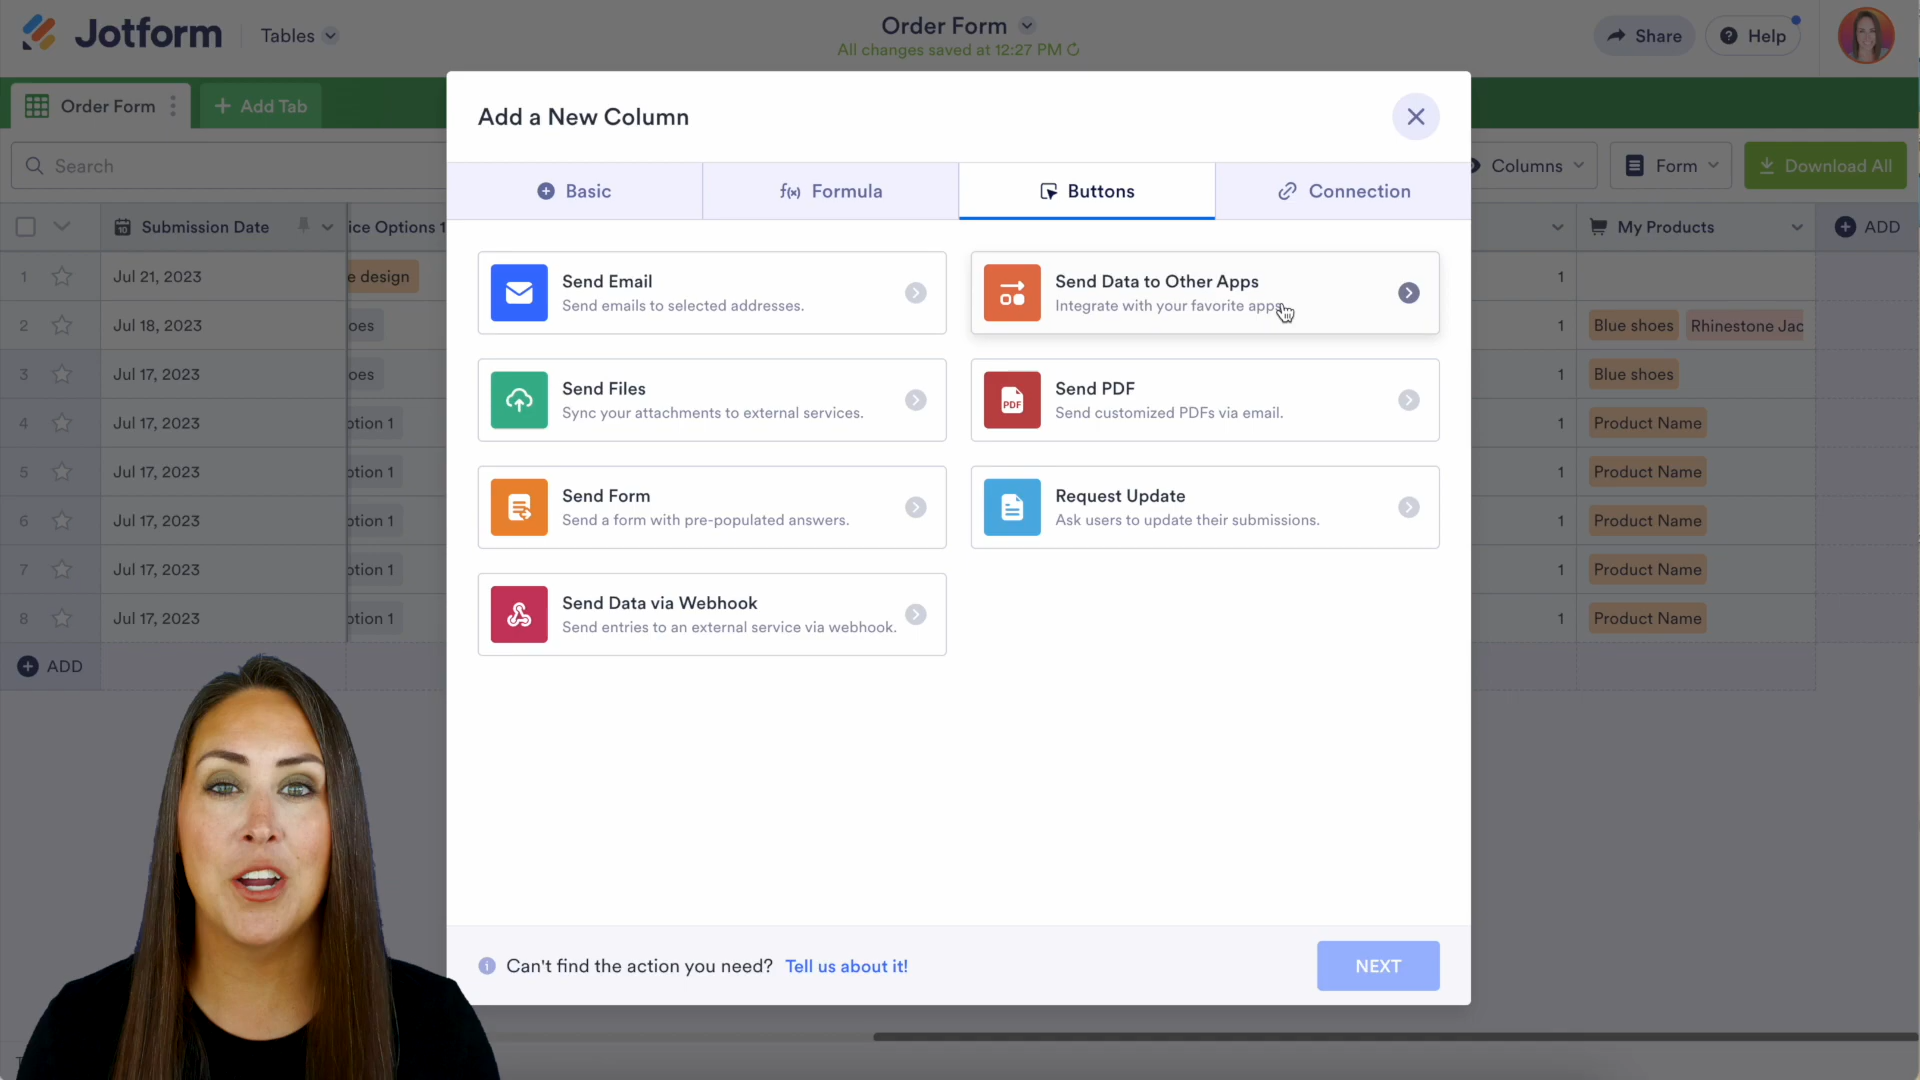 Jotform
Tables
Order Form
All changes saved at 12:27 PM
Share
Help
Order Form
Add Tab
Search
Columns
Form
Download All
Submission Date
ice Options 1
My Products
ADD
1 Jul 21, 2023 e design 1
2 Jul 18, 2023 oes 1 Blue shoes Rhinestone Jac
3 Jul 17, 2023 oes 1 Blue shoes
4 Jul 17, 2023 otion 1 1 Product Name
5 Jul 17, 2023 otion 1 1 Product Name
6 Jul 17, 2023 otion 1 1 Product Name
7 Jul 17, 2023 otion 1 1 Product Name
8 Jul 17, 2023 otion 1 1 Product Name
ADD
Add a New Column
Basic
f(x) Formula
Buttons
Connection
Send Email
Send emails to selected addresses.
Send Data to Other Apps
Integrate with your favorite apps
Send Files
Sync your attachments to external services.
PDF
Send PDF
Send customized PDFs via email.
Send Form
Send a form with pre-populated answers.
Request Update
Ask users to update their submissions.
Send Data via Webhook
Send entries to an external service via webhook.
Can't find the action you need? Tell us about it!
NEXT